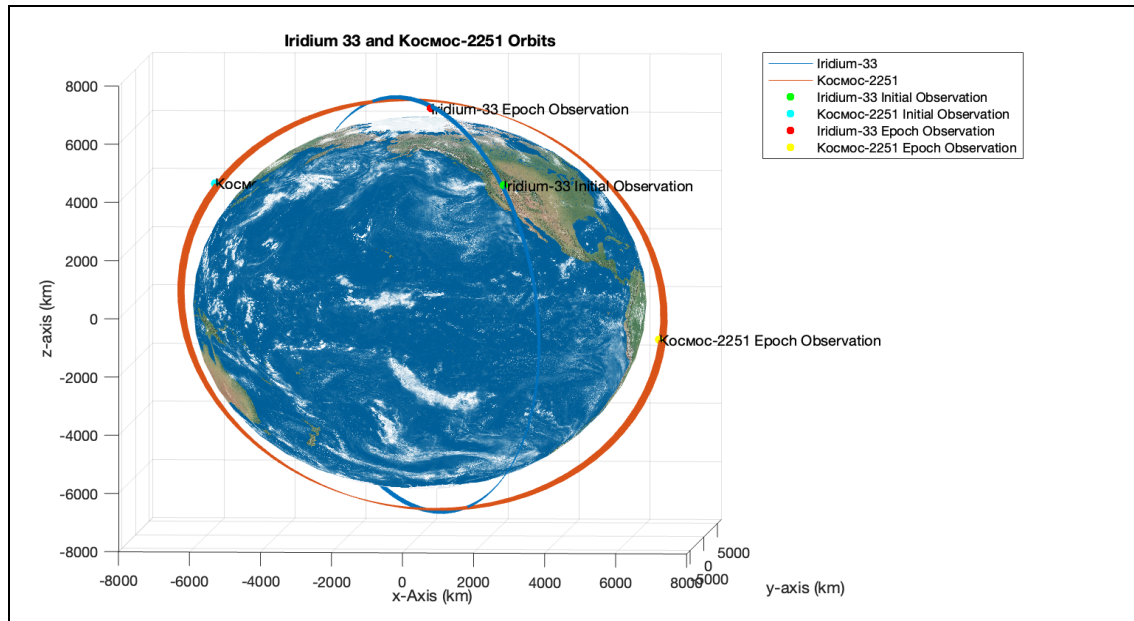 Iridium 33 and Космос-2251 Orbits
Iridium-33
Космос-2251
Iridium-33 Initial Observation
Космос-2251 Initial Observation
Iridium-33 Epoch Observation
Космос-2251 Epoch Observation
Iridium-33 Epoch Observation
Косм
Iridium-33 Initial Observation
Космос-2251 Epoch Observation
z-axis (km)
8000
6000
4000
2000
0
-2000
-4000
-6000
-8000
-8000 -6000 -4000 -2000 0 2000 4000 6000 8000
x-Axis (km)
5000
0
-5000
y-axis (km)